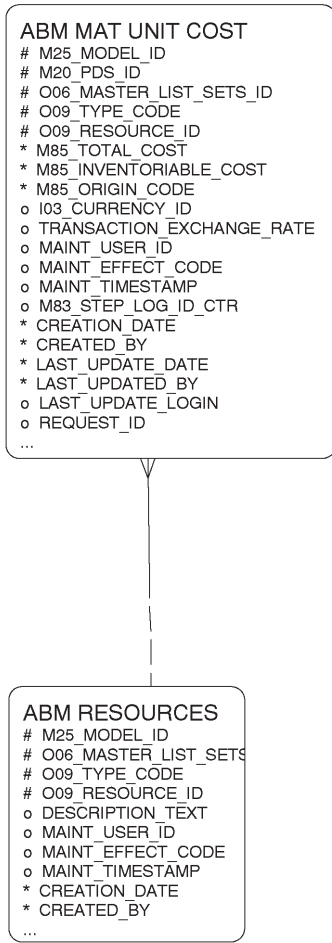 ABM MAT UNIT COST
# M25_MODEL_ID
# M20_PDS_ID
# O06_MASTER_LIST_SETS_ID
# O09_TYPE_CODE
# O09_RESOURCE_ID
* M85_TOTAL_COST
* M85_INVENTORIABLE_COST
* M85_ORIGIN_CODE
o I03_CURRENCY_ID
o TRANSACTION_EXCHANGE_RATE
o MAINT_USER_ID
o MAINT_EFFECT_CODE
o MAINT_TIMESTAMP
o M83_STEP_LOG_ID_CTR
* CREATION_DATE
* CREATED_BY
* LAST_UPDATE_DATE
* LAST_UPDATED_BY
o LAST_UPDATE_LOGIN
o REQUEST_ID
...
ABM RESOURCES
# M25_MODEL_ID
# O06_MASTER_LIST_SETS
# O09_TYPE_CODE
# O09_RESOURCE_ID
o DESCRIPTION_TEXT
o MAINT_USER_ID
o MAINT_EFFECT_CODE
o MAINT_TIMESTAMP
* CREATION_DATE
* CREATED_BY
...